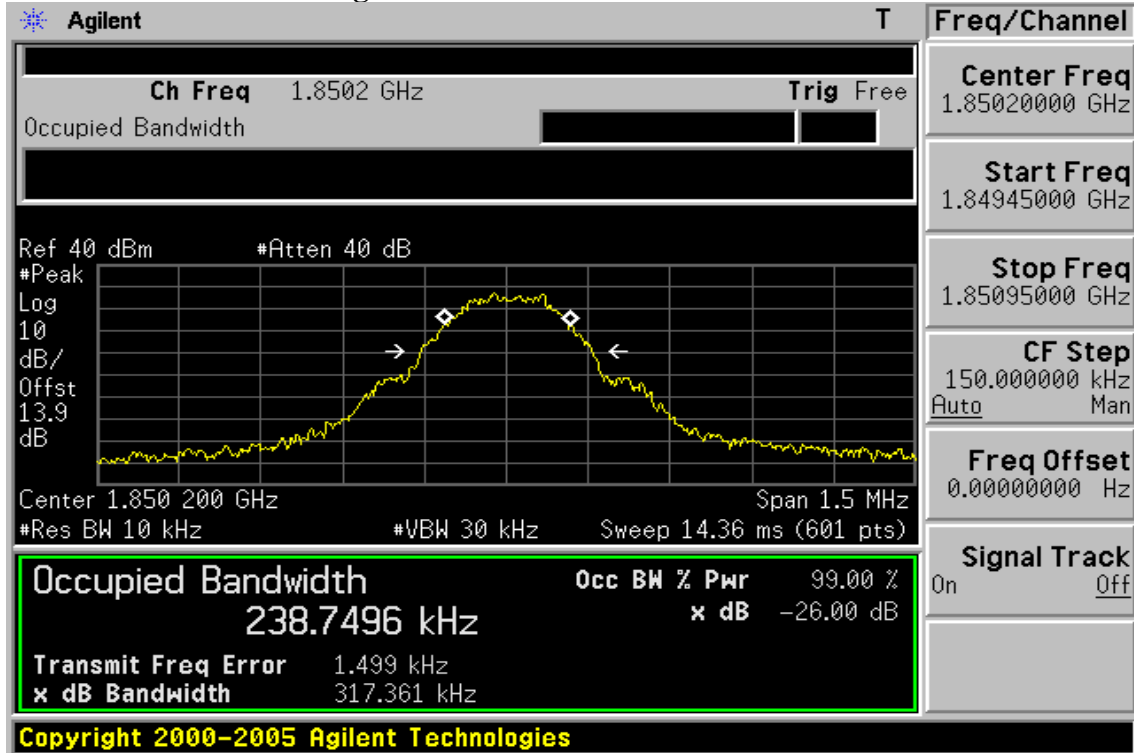 Agilent T
Ch Freq 1.8502 GHz Trig Free
Occupied Bandwidth
Ref 40 dBm #Atten 40 dB
#Peak
Log
10
dB/
Offst
13.9
dB
Center 1.850 200 GHz Span 1.5 MHz
#Res BW 10 kHz #VBW 30 kHz Sweep 14.36 ms (601 pts)
Occupied Bandwidth Occ BW % Pwr 99.00 %
238.7496 kHz x dB -26.00 dB
Transmit Freq Error 1.499 kHz
x dB Bandwidth 317.361 kHz
Copyright 2000-2005 Agilent Technologies
Freq/Channel
Center Freq
1.85020000 GHz
Start Freq
1.84945000 GHz
Stop Freq
1.85095000 GHz
CF Step
150.000000 kHz
Auto Man
Freq Offset
0.00000000 Hz
Signal Track
On Off